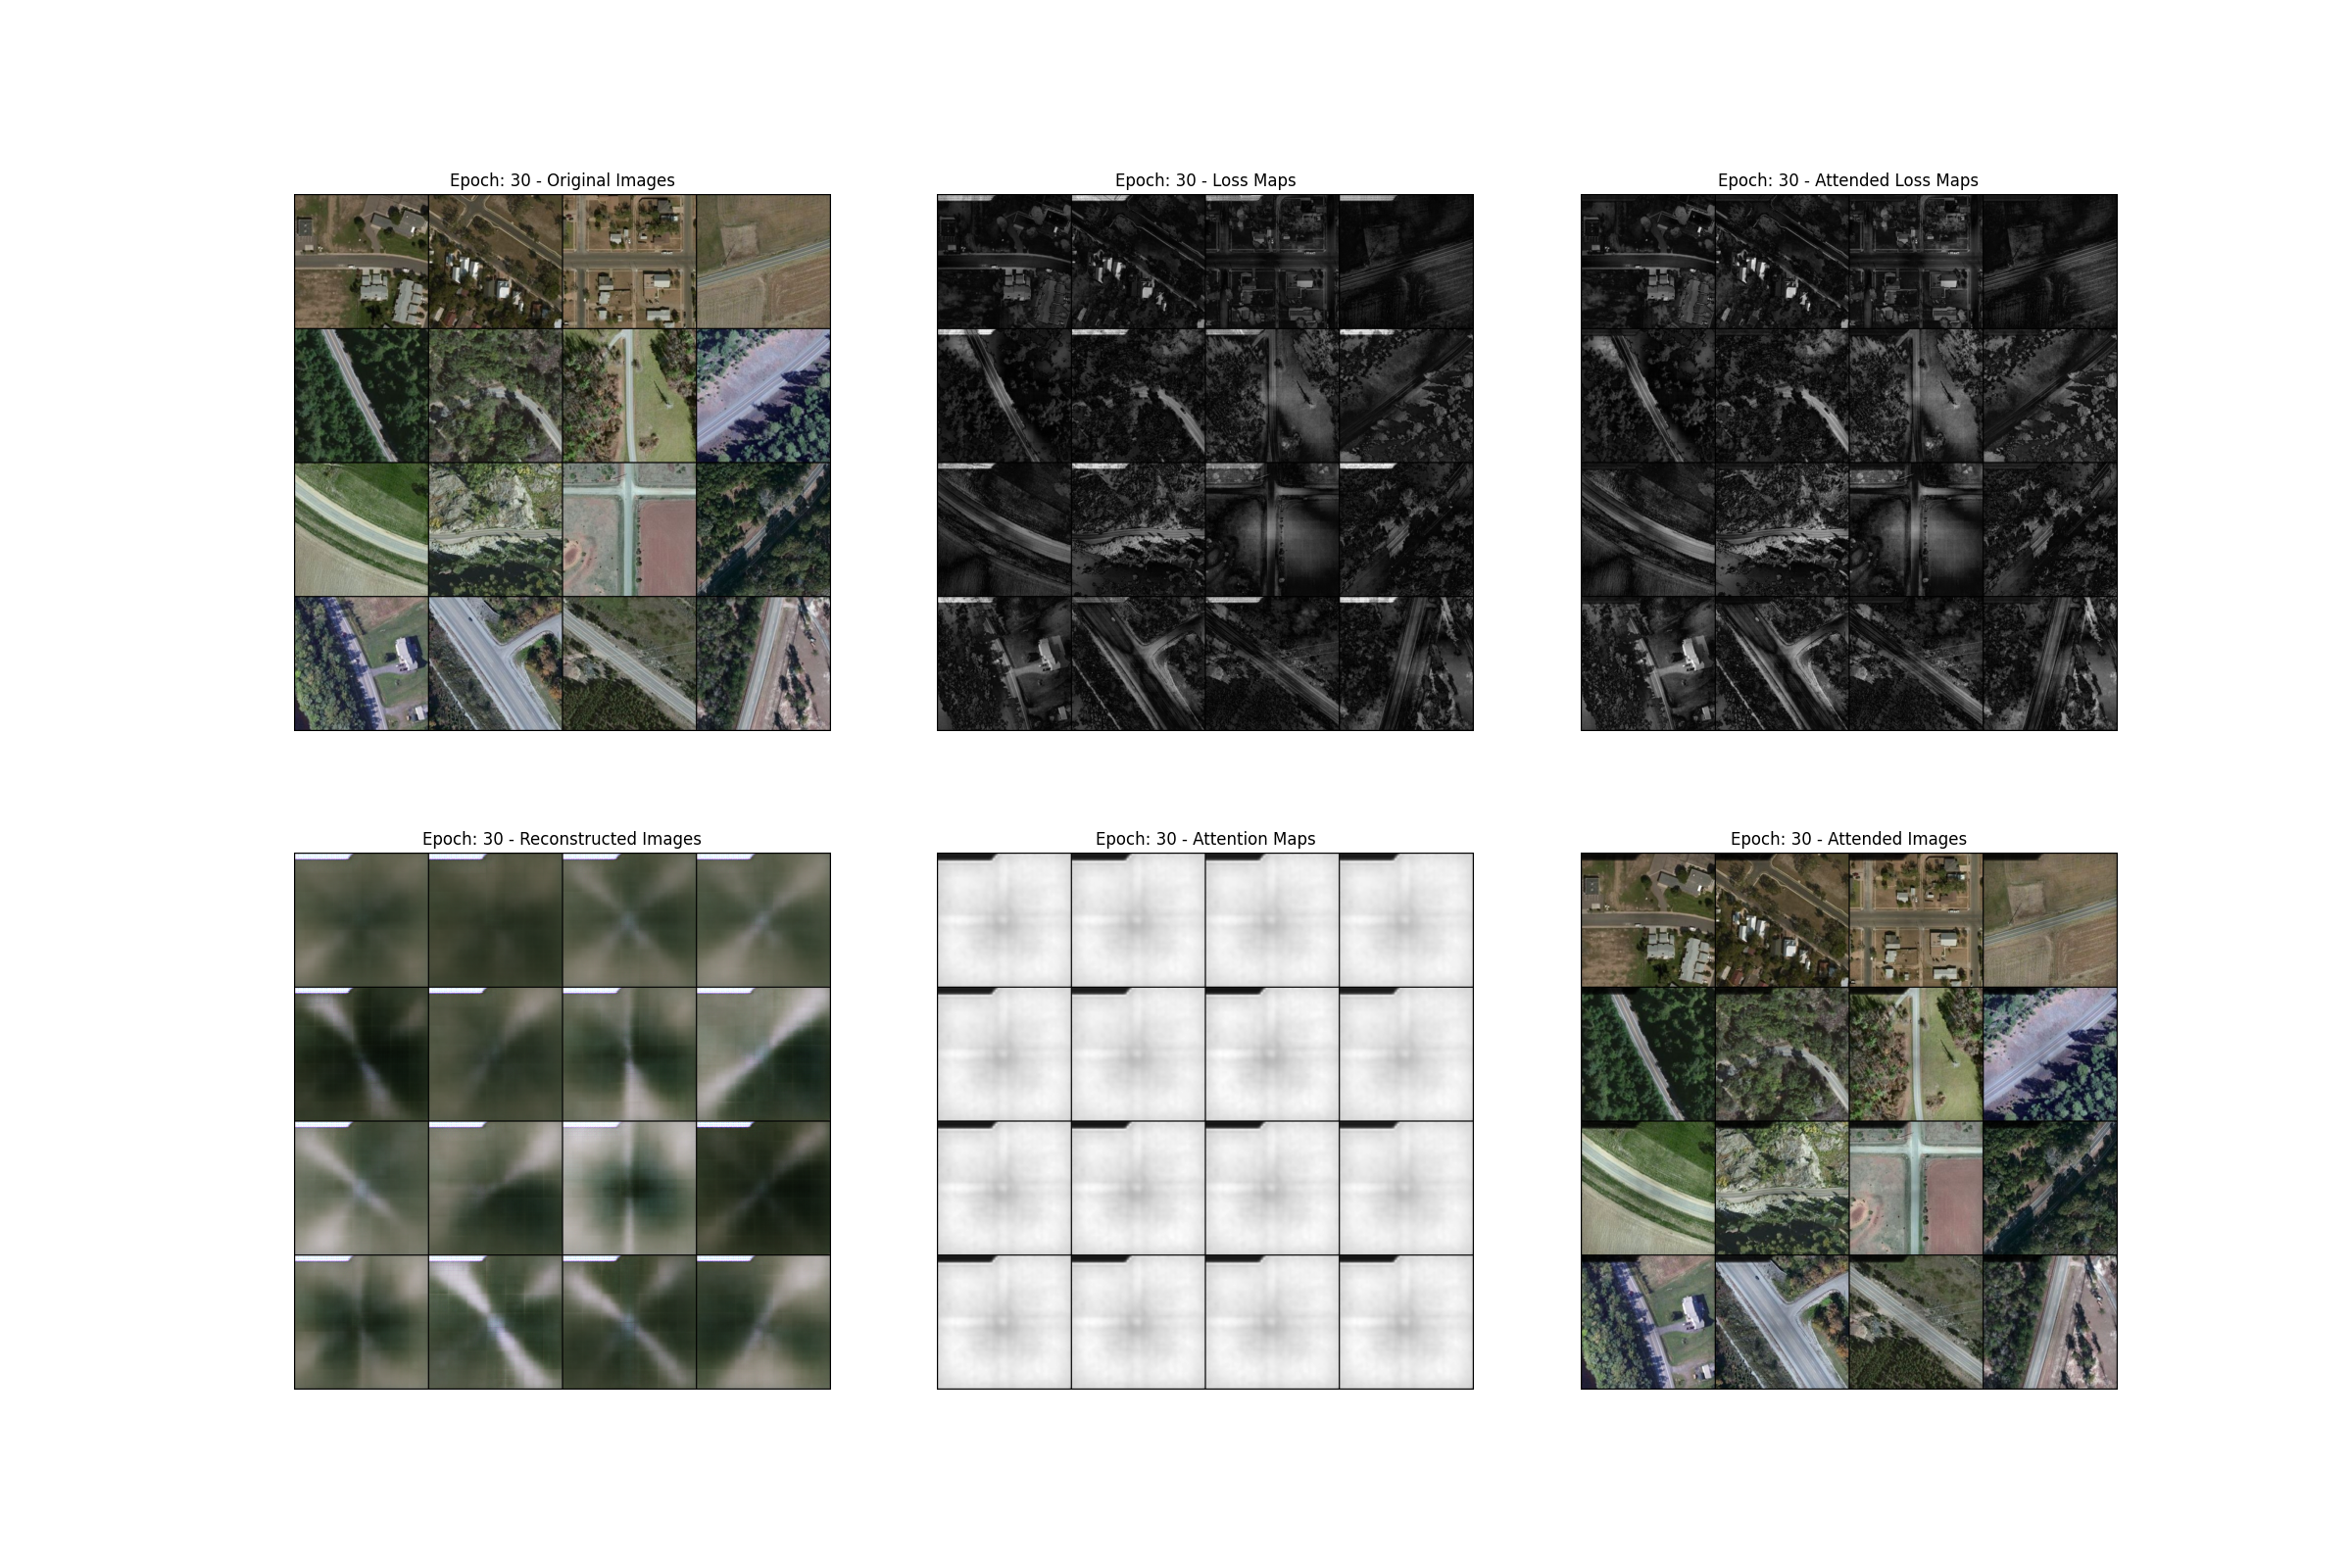 Epoch: 30 - Original Images
Epoch: 30 - Loss Maps
Epoch: 30 - Attended Loss Maps
Epoch: 30 - Reconstructed Images
Epoch: 30 - Attention Maps
Epoch: 30 - Attended Images